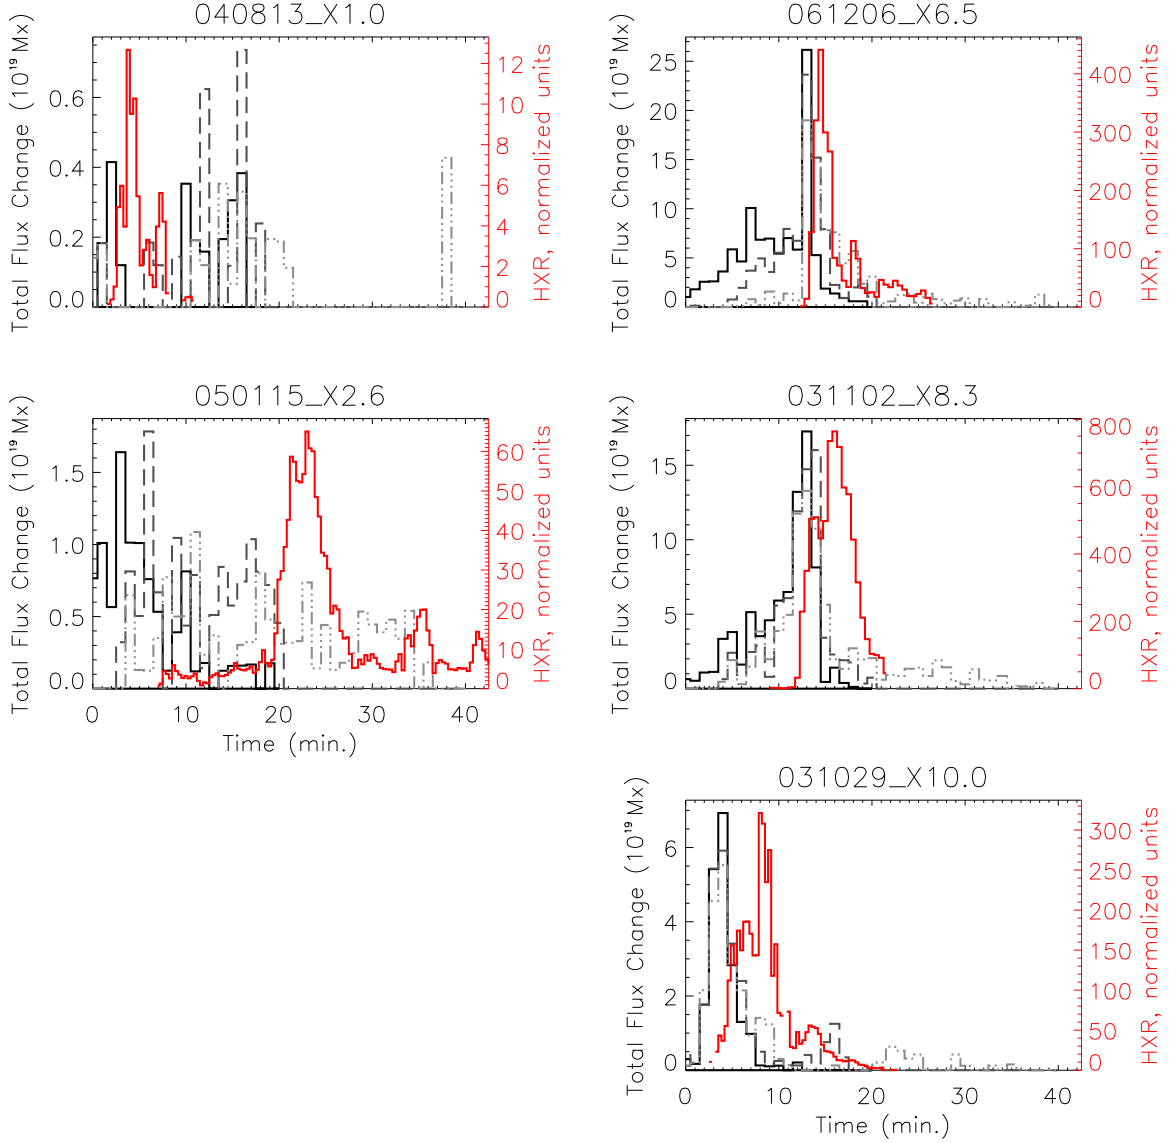 040813_X1.0
Total Flux Change (10¹⁹ Mx)
0.6
0.4
0.2
0.0
12
10
8
6
4
2
0
HXR, normalized units
061206_X6.5
Total Flux Change (10¹⁹ Mx)
25
20
15
10
5
0
400
300
200
100
0
HXR, normalized units
050115_X2.6
Total Flux Change (10¹⁹ Mx)
1.5
1.0
0.5
0.0
60
50
40
30
20
10
0
HXR, normalized units
0 10 20 30 40
Time (min.)
031102_X8.3
Total Flux Change (10¹⁹ Mx)
15
10
5
0
800
600
400
200
0
HXR, normalized units
031029_X10.0
Total Flux Change (10¹⁹ Mx)
6
4
2
0
300
250
200
150
100
50
0
HXR, normalized units
0 10 20 30 40
Time (min.)